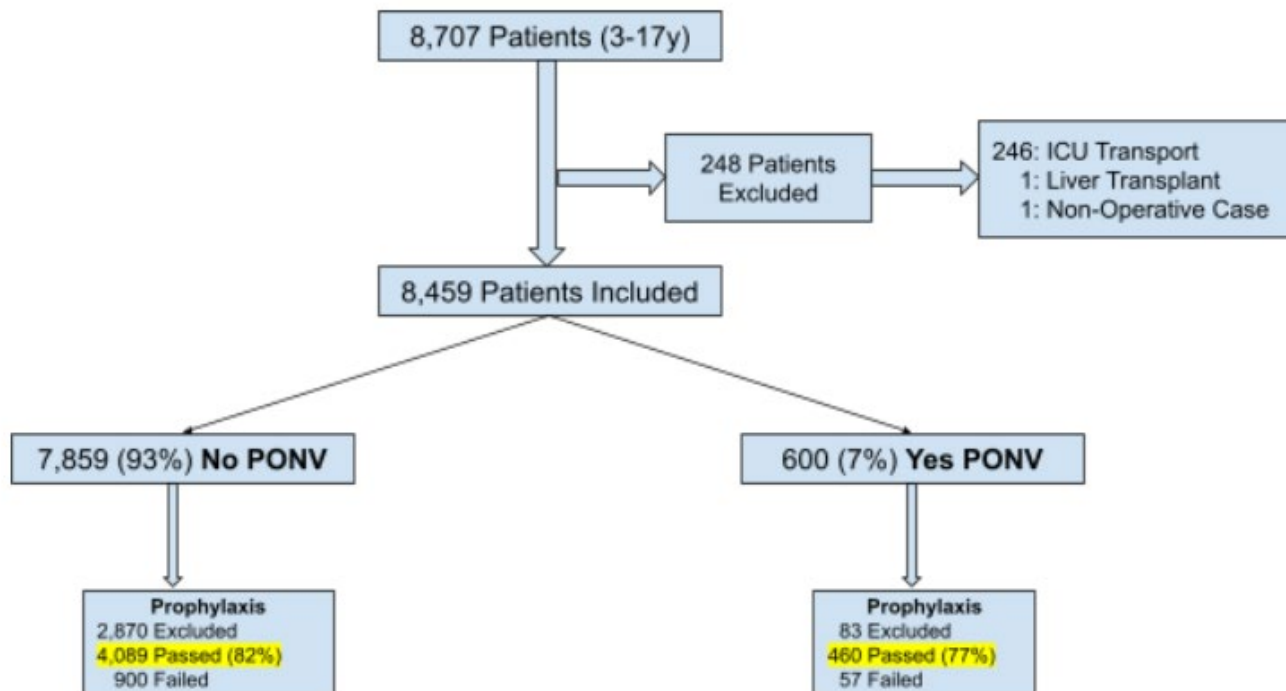 8,707 Patients (3-17y)
248 Patients
Excluded
246: ICU Transport
1: Liver Transplant
1: Non-Operative Case
8,459 Patients Included
7,859 (93%) No PONV
600 (7%) Yes PONV
Prophylaxis
2,870 Excluded
4,089 Passed (82%)
900 Failed
Prophylaxis
83 Excluded
460 Passed (77%)
57 Failed